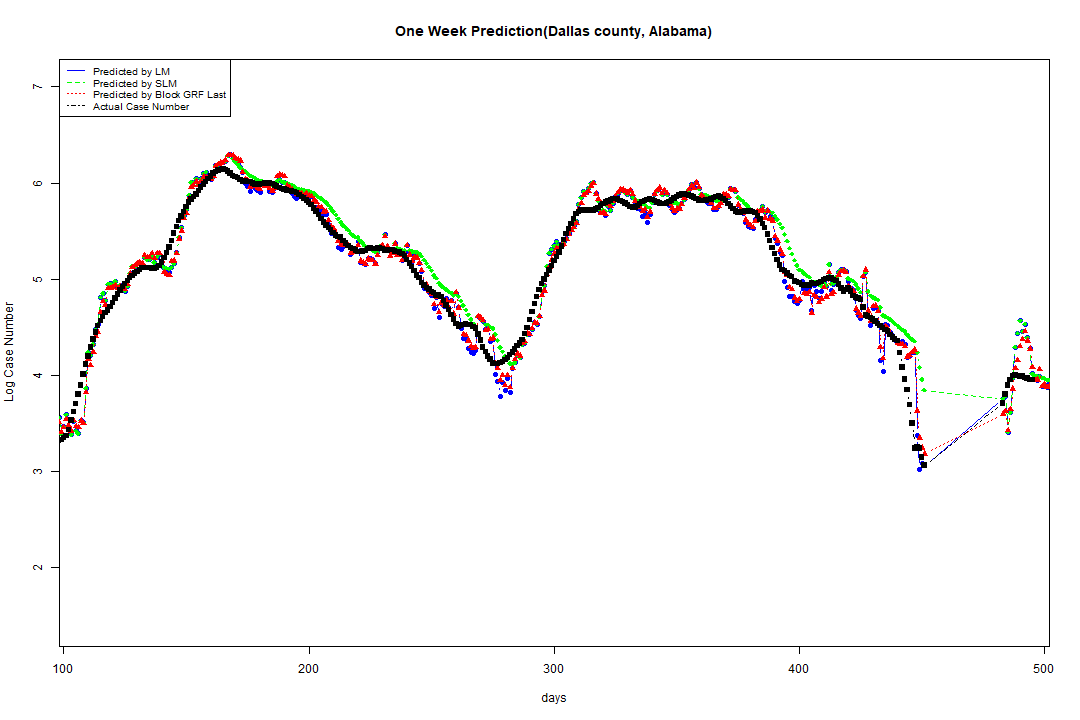 One Week Prediction(Dallas county, Alabama)
Predicted by LM
Predicted by SLM
Predicted by Block GRF Last
Actual Case Number
7
6
5
4
3
2
Log Case Number
100 200 300 400 500
days